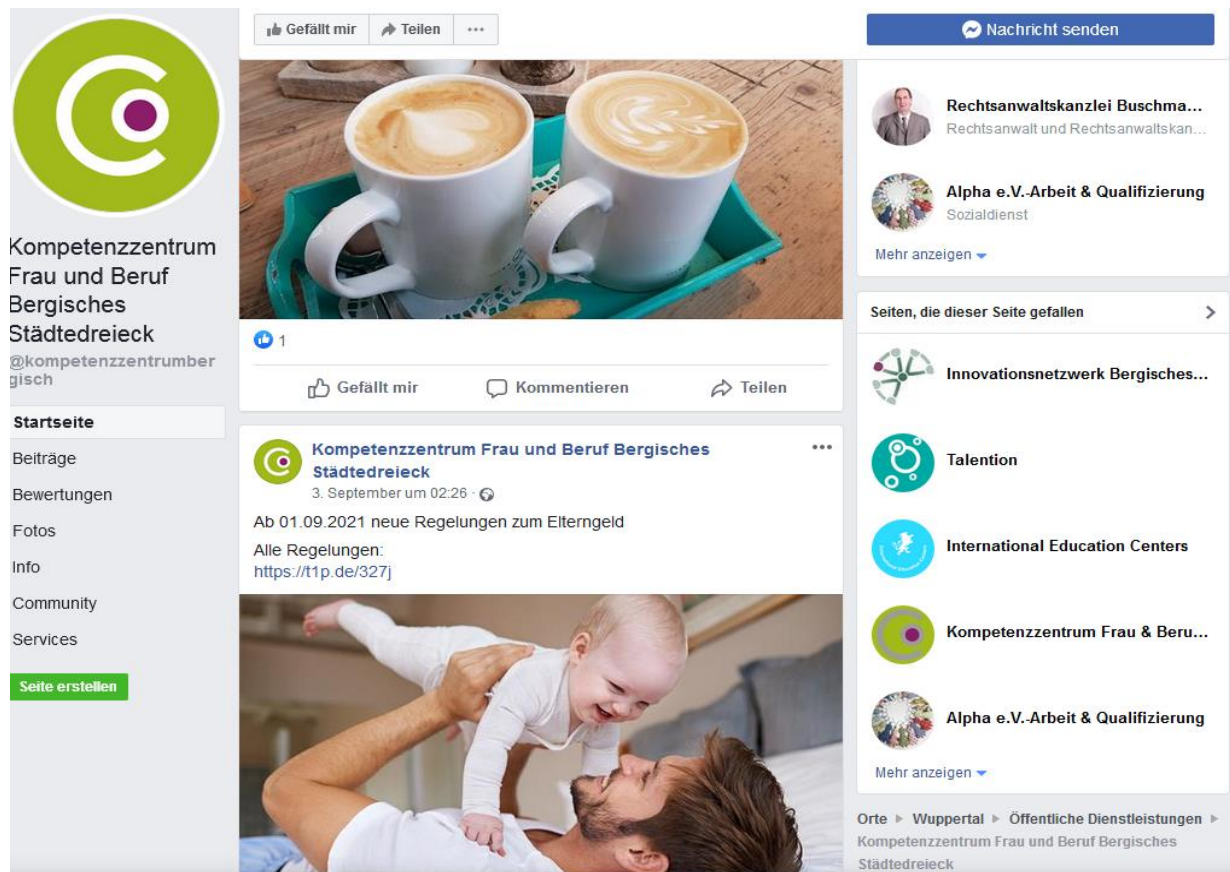 Kompetenzzentrum
Frau und Beruf
Bergisches
Städtedreieck
@kompetenzzentrumber
gisch
Startseite
Beiträge
Bewertungen
Fotos
Info
Community
Services
Seite erstellen
Gefällt mir
Teilen
1
Gefällt mir
Kommentieren
Teilen
Kompetenzzentrum Frau und Beruf Bergisches
Städtedreieck
3. September um 02:26 ·
Ab 01.09.2021 neue Regelungen zum Elterngeld
Alle Regelungen:
https://t1p.de/327j
Nachricht senden
Rechtsanwaltskanzlei Buschma...
Rechtsanwalt und Rechtsanwaltskan...
Alpha e.V.-Arbeit & Qualifizierung
Sozialdienst
Mehr anzeigen
Seiten, die dieser Seite gefallen
Innovationsnetzwerk Bergisches...
Talention
International Education Centers
Kompetenzzentrum Frau & Beru...
Alpha e.V.-Arbeit & Qualifizierung
Mehr anzeigen
Orte
Wuppertal
Öffentliche Dienstleistungen
Kompetenzzentrum Frau und Beruf Bergisches
Städtedreieck